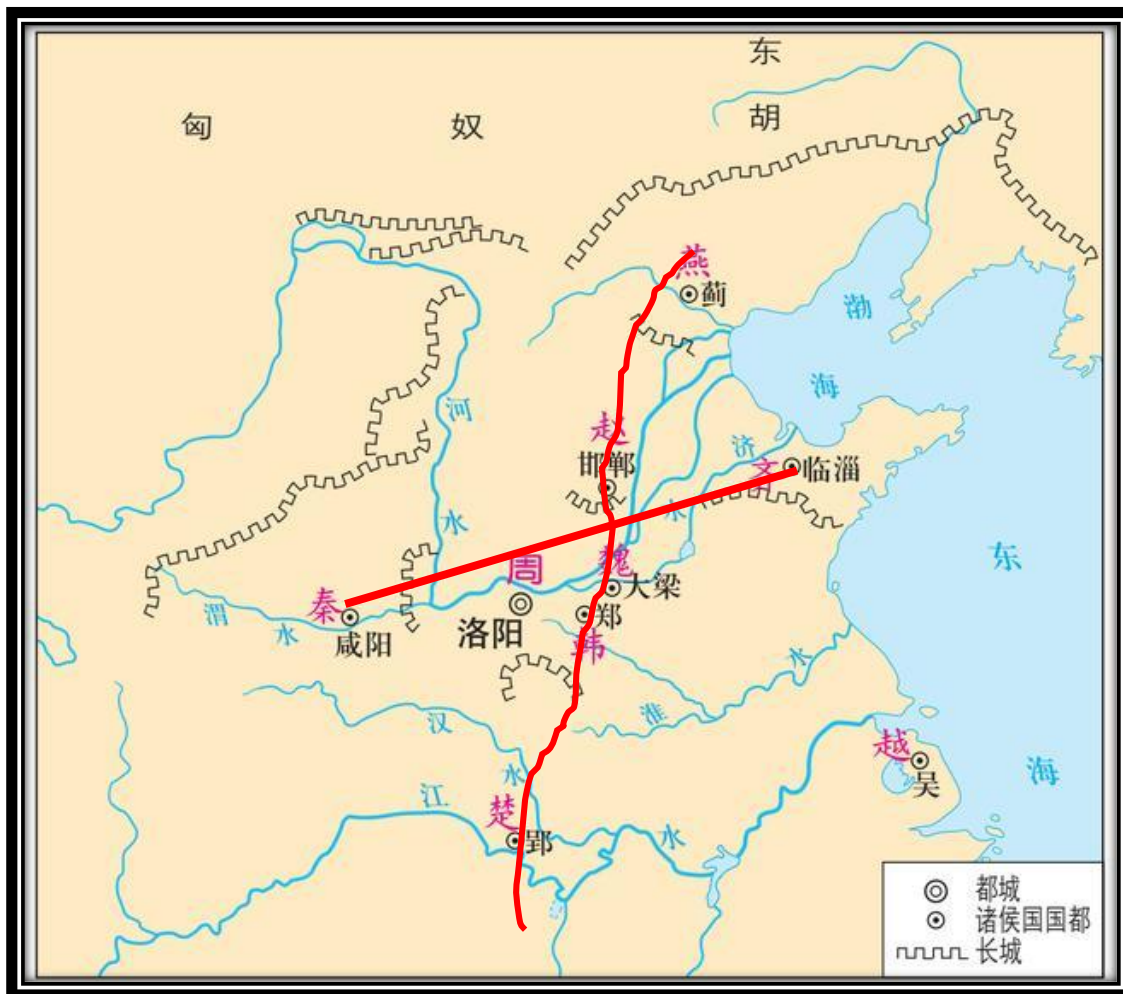 东
胡
匈 奴
燕
蓟
渤
海
赵
邯郸
河
水
济
水
齐
临淄
东
海
秦
咸阳
渭
水
周
洛阳
魏
大梁
郑
韩
淮
水
汉
水
江
水
楚
郢
越
吴
都城
诸侯国国都
长城